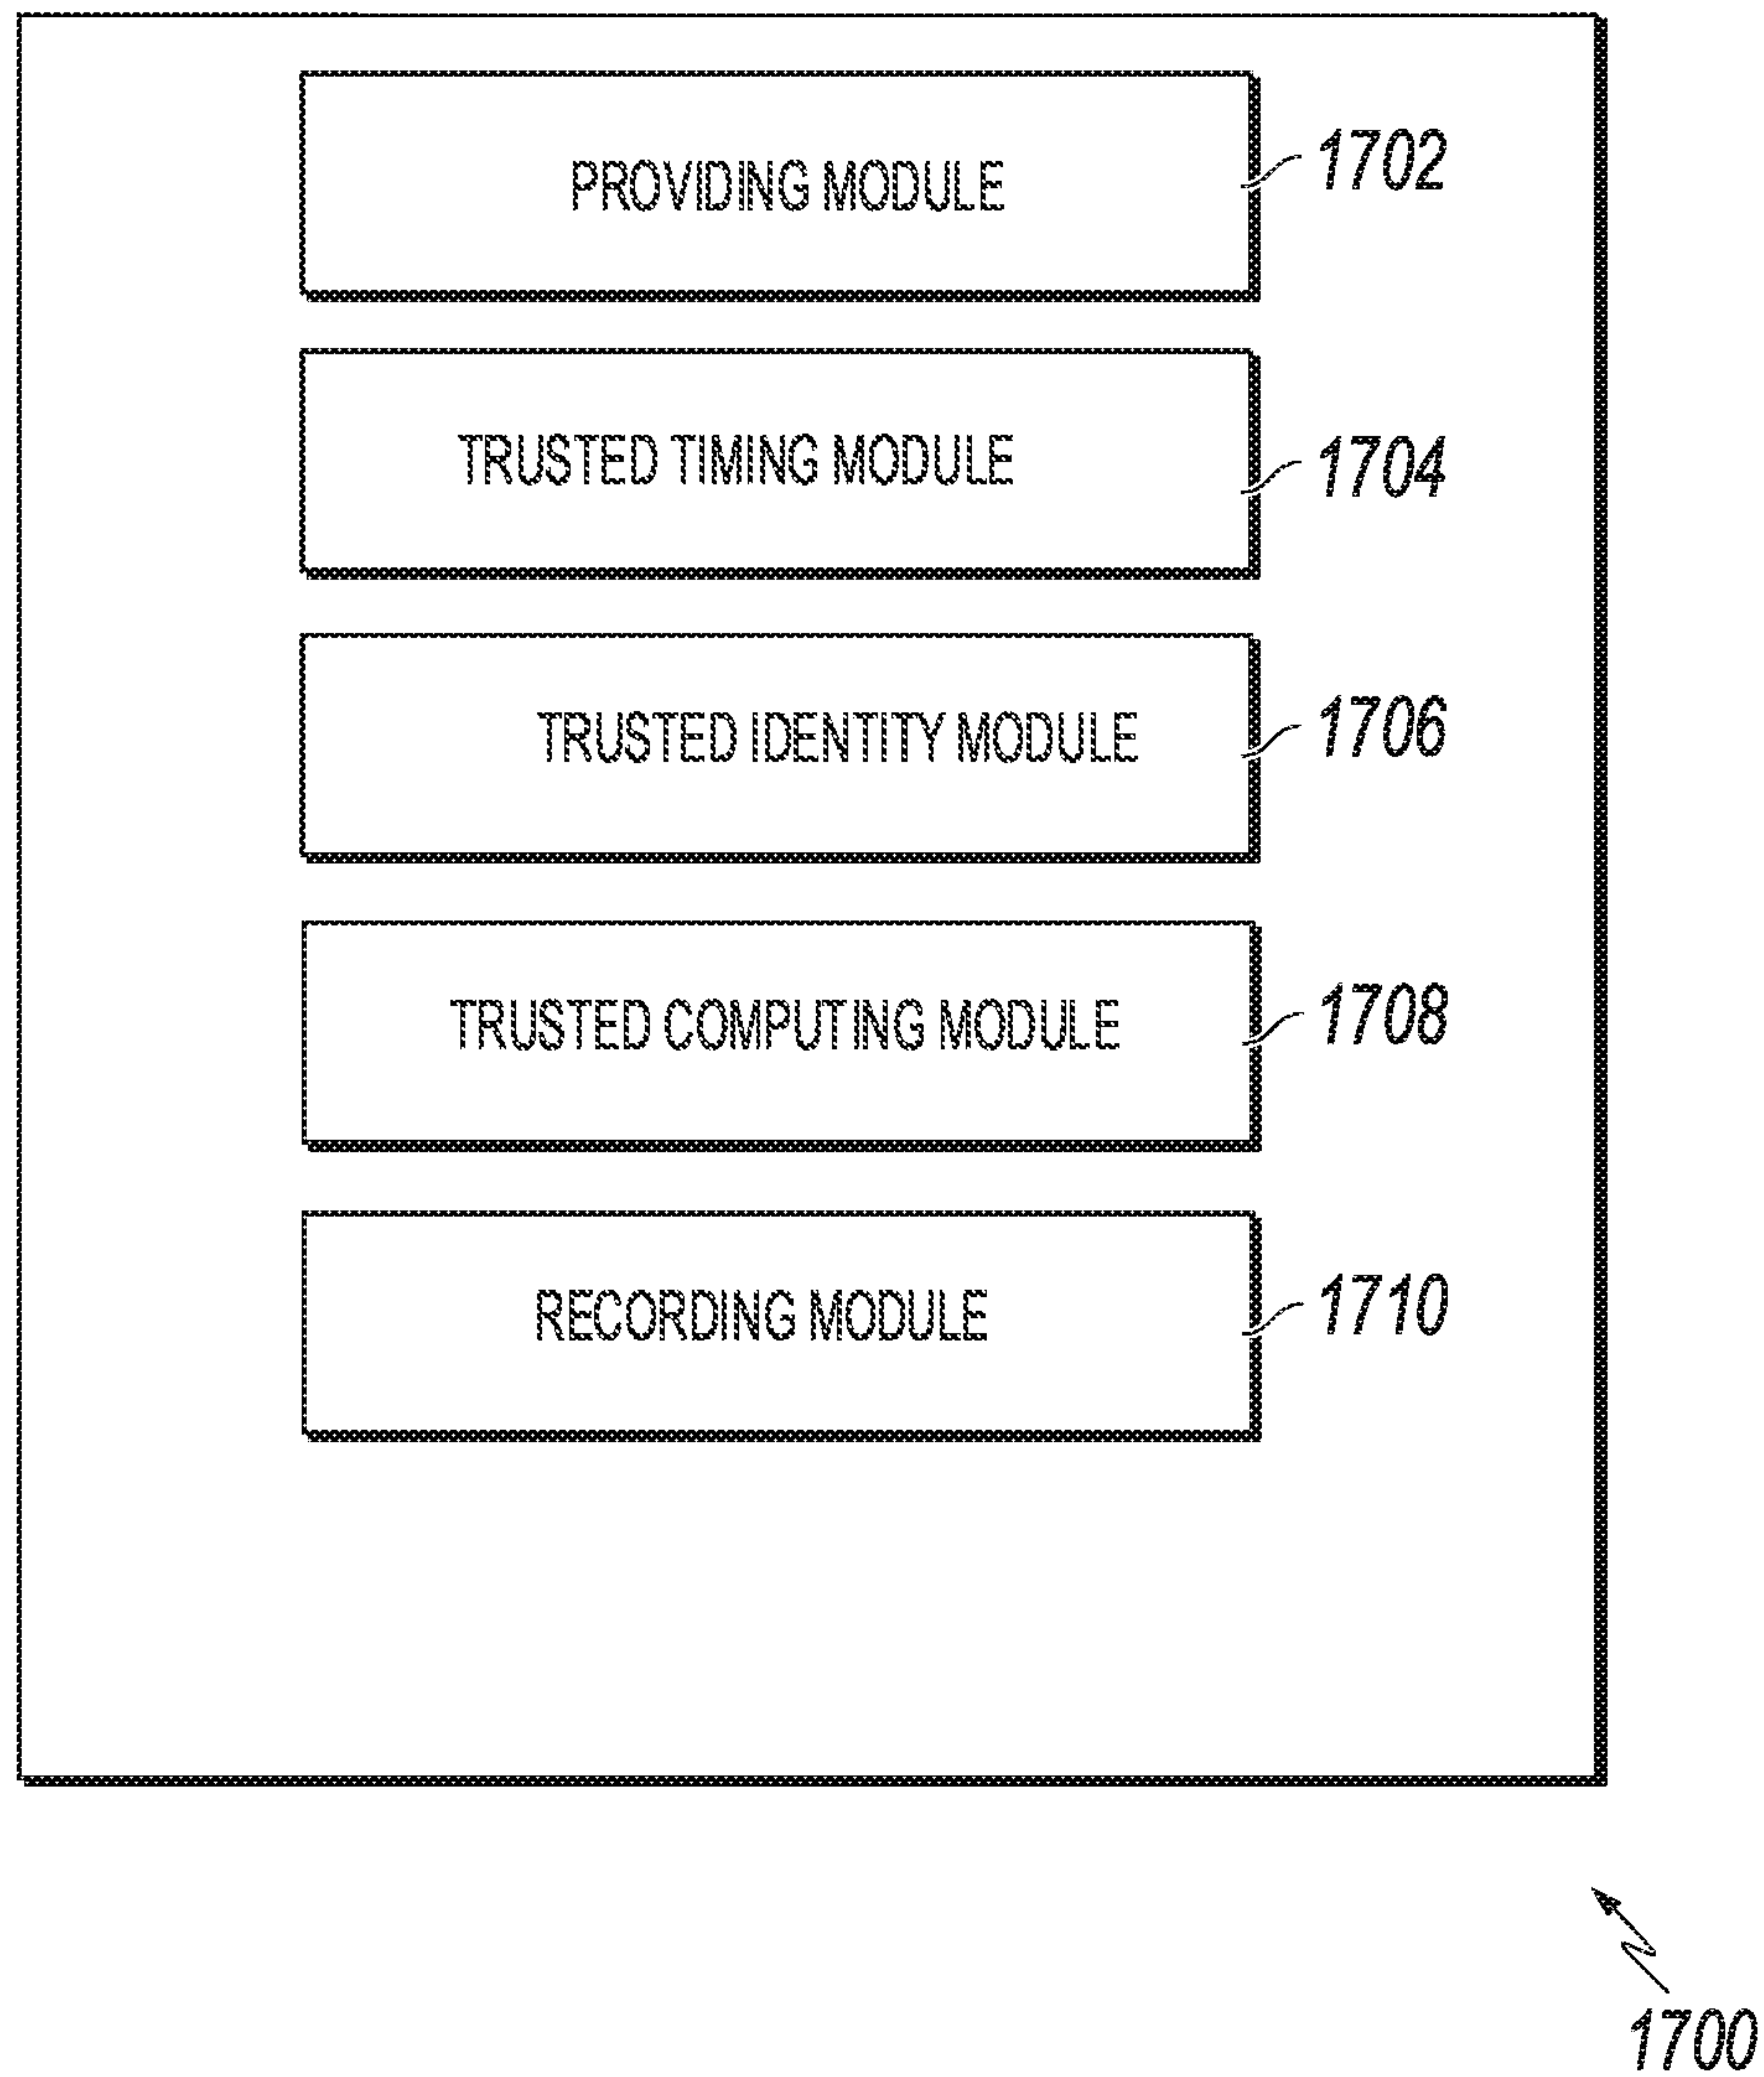 PROVIDING MODULE
1702
TRUSTED TIMING MODULE
1704
TRUSTED IDENTITY MODULE
1706
TRUSTED COMPUTING MODULE
1708
RECORDING MODULE
1710
1700